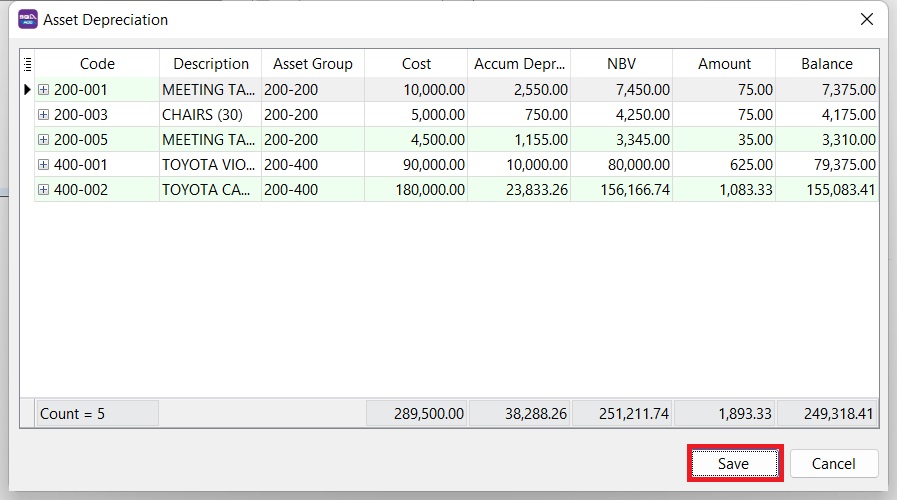 Asset Depreciation
Code Description Asset Group Cost Accum Depr... NBV Amount Balance
200-001 MEETING TA... 200-200 10,000.00 2,550.00 7,450.00 75.00 7,375.00
200-003 CHAIRS (30) 200-200 5,000.00 750.00 4,250.00 75.00 4,175.00
200-005 MEETING TA... 200-200 4,500.00 1,155.00 3,345.00 35.00 3,310.00
400-001 TOYOTA VIO... 200-400 90,000.00 10,000.00 80,000.00 625.00 79,375.00
400-002 TOYOTA CA... 200-400 180,000.00 23,833.26 156,166.74 1,083.33 155,083.41
Count = 5 289,500.00 38,288.26 251,211.74 1,893.33 249,318.41
Save Cancel